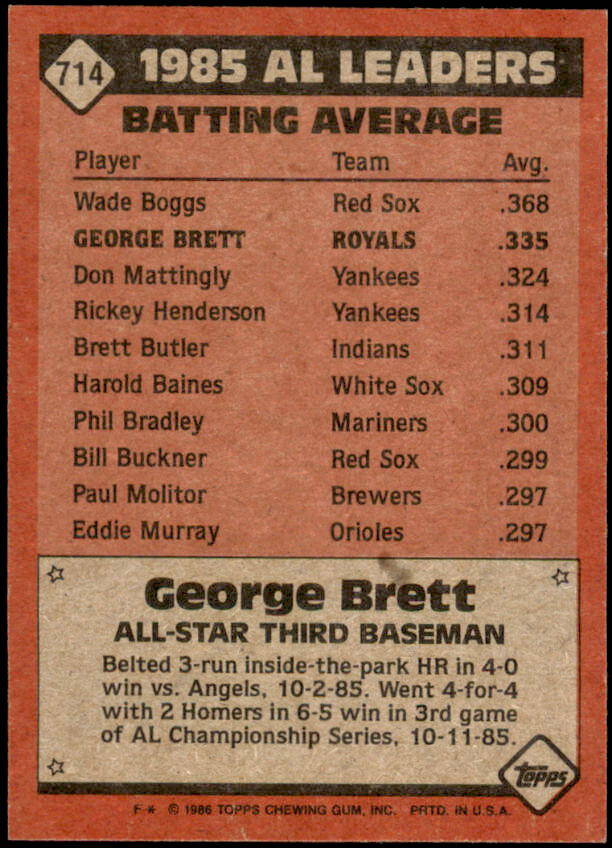 714 1985 AL LEADERS
BATTING AVERAGE
Player Team Avg.
Wade Boggs Red Sox .368
GEORGE BRETT ROYALS .335
Don Mattingly Yankees .324
Rickey Henderson Yankees .314
Brett Butler Indians .311
Harold Baines White Sox .309
Phil Bradley Mariners .300
Bill Buckner Red Sox .299
Paul Molitor Brewers .297
Eddie Murray Orioles .297
George Brett
ALL-STAR THIRD BASEMAN
Belted 3-run inside-the-park HR in 4-0
win vs. Angels, 10-2-85. Went 4-for-4
with 2 Homers in 6-5 win in 3rd game
of AL Championship Series, 10-11-85.
Topps
F* © 1986 TOPPS CHEWING GUM, INC. PRTD. IN U.S.A.